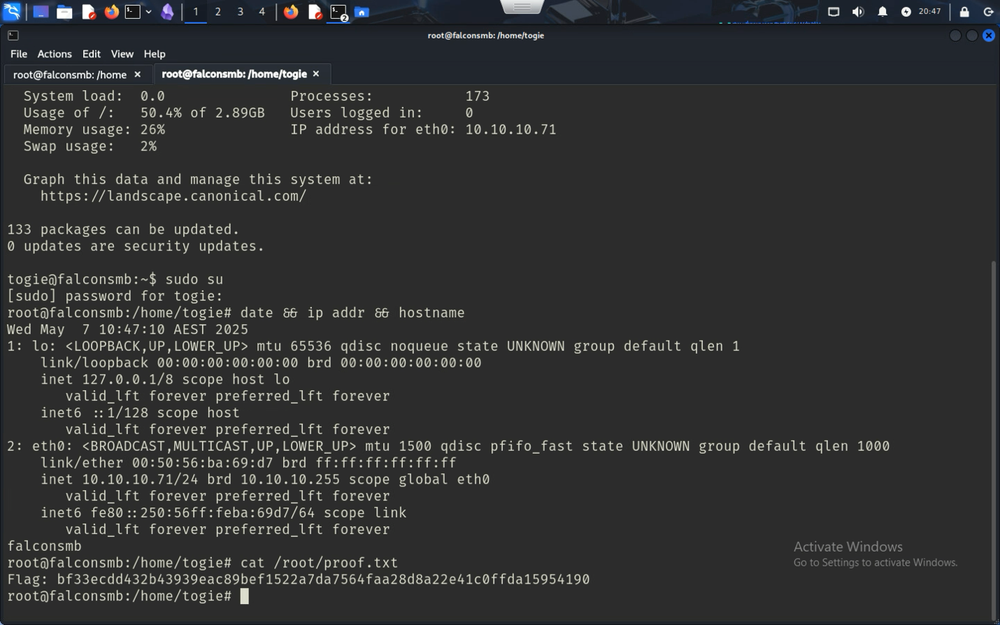 1 2 3 4 2 20:47
root@falconsmb: /home/togie
File Actions Edit View Help
root@falconsmb: /home × root@falconsmb: /home/togie ×
System load: 0.0 Processes: 173
Usage of /: 50.4% of 2.89GB Users logged in: 0
Memory usage: 26% IP address for eth0: 10.10.10.71
Swap usage: 2%
Graph this data and manage this system at:
https://landscape.canonical.com/
133 packages can be updated.
0 updates are security updates.
togie@falconsmb:~$ sudo su
[sudo] password for togie:
root@falconsmb:/home/togie# date && ip addr && hostname
Wed May  7 10:47:10 AEST 2025
1: lo: <LOOPBACK,UP,LOWER_UP> mtu 65536 qdisc noqueue state UNKNOWN group default qlen 1
link/loopback 00:00:00:00:00:00 brd 00:00:00:00:00:00
inet 127.0.0.1/8 scope host lo
valid_lft forever preferred_lft forever
inet6 ::1/128 scope host
valid_lft forever preferred_lft forever
2: eth0: <BROADCAST,MULTICAST,UP,LOWER_UP> mtu 1500 qdisc pfifo_fast state UNKNOWN group default qlen 1000
link/ether 00:50:56:ba:69:d7 brd ff:ff:ff:ff:ff:ff
inet 10.10.10.71/24 brd 10.10.10.255 scope global eth0
valid_lft forever preferred_lft forever
inet6 fe80::250:56ff:feba:69d7/64 scope link
valid_lft forever preferred_lft forever
falconsmb
root@falconsmb:/home/togie# cat /root/proof.txt
Flag: bf33ecdd432b43939eac89bef1522a7da7564faa28d8a22e41c0ffda15954190
root@falconsmb:/home/togie#
Activate Windows
Go to Settings to activate Windows.